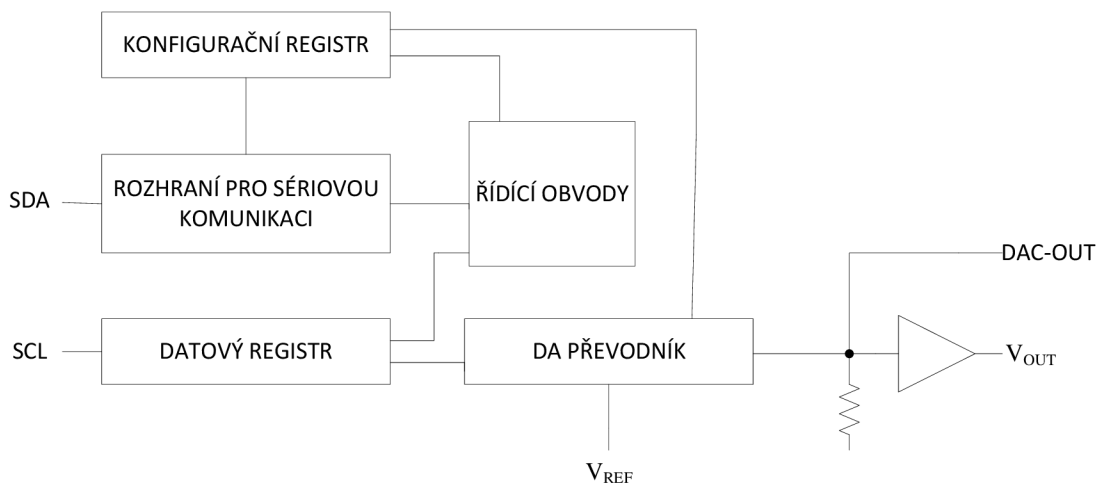 KONFIGURAČNÍ REGISTR
SDA
ROZHRANÍ PRO SÉRIOVOU
KOMUNIKACI
ŘÍDÍCÍ OBVODY
DAC-OUT
SCL
DATOVÝ REGISTR
DA PŘEVODNÍK
VOUT
VREF